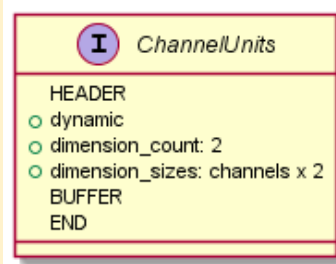 I ChannelUnits
HEADER
dynamic
dimension_count: 2
dimension_sizes: channels x 2
BUFFER
END